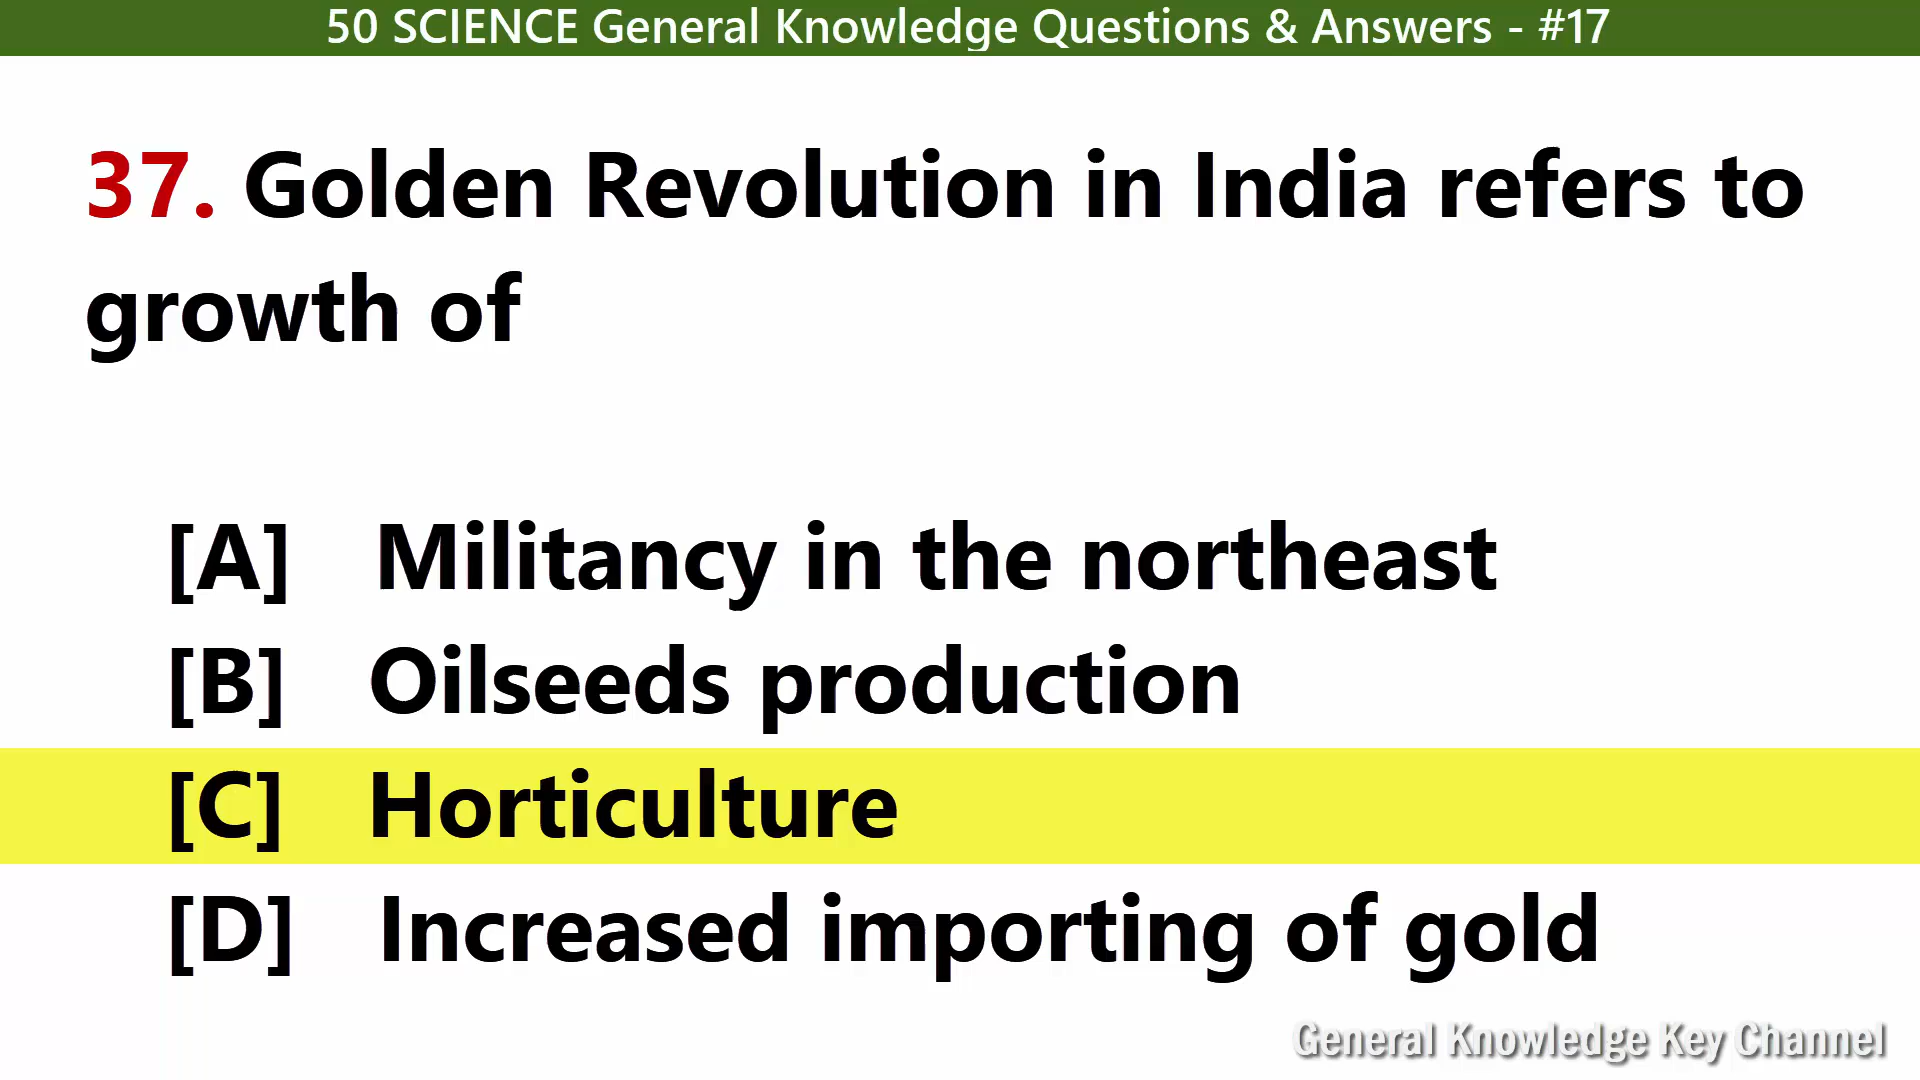 50 SCIENCE General Knowledge Questions & Answers - #17
37. Golden Revolution in India refers to
growth of
[A] Militancy in the northeast
[B] Oilseeds production
[C] Horticulture
[D] Increased importing of gold
General Knowledge Key Channel